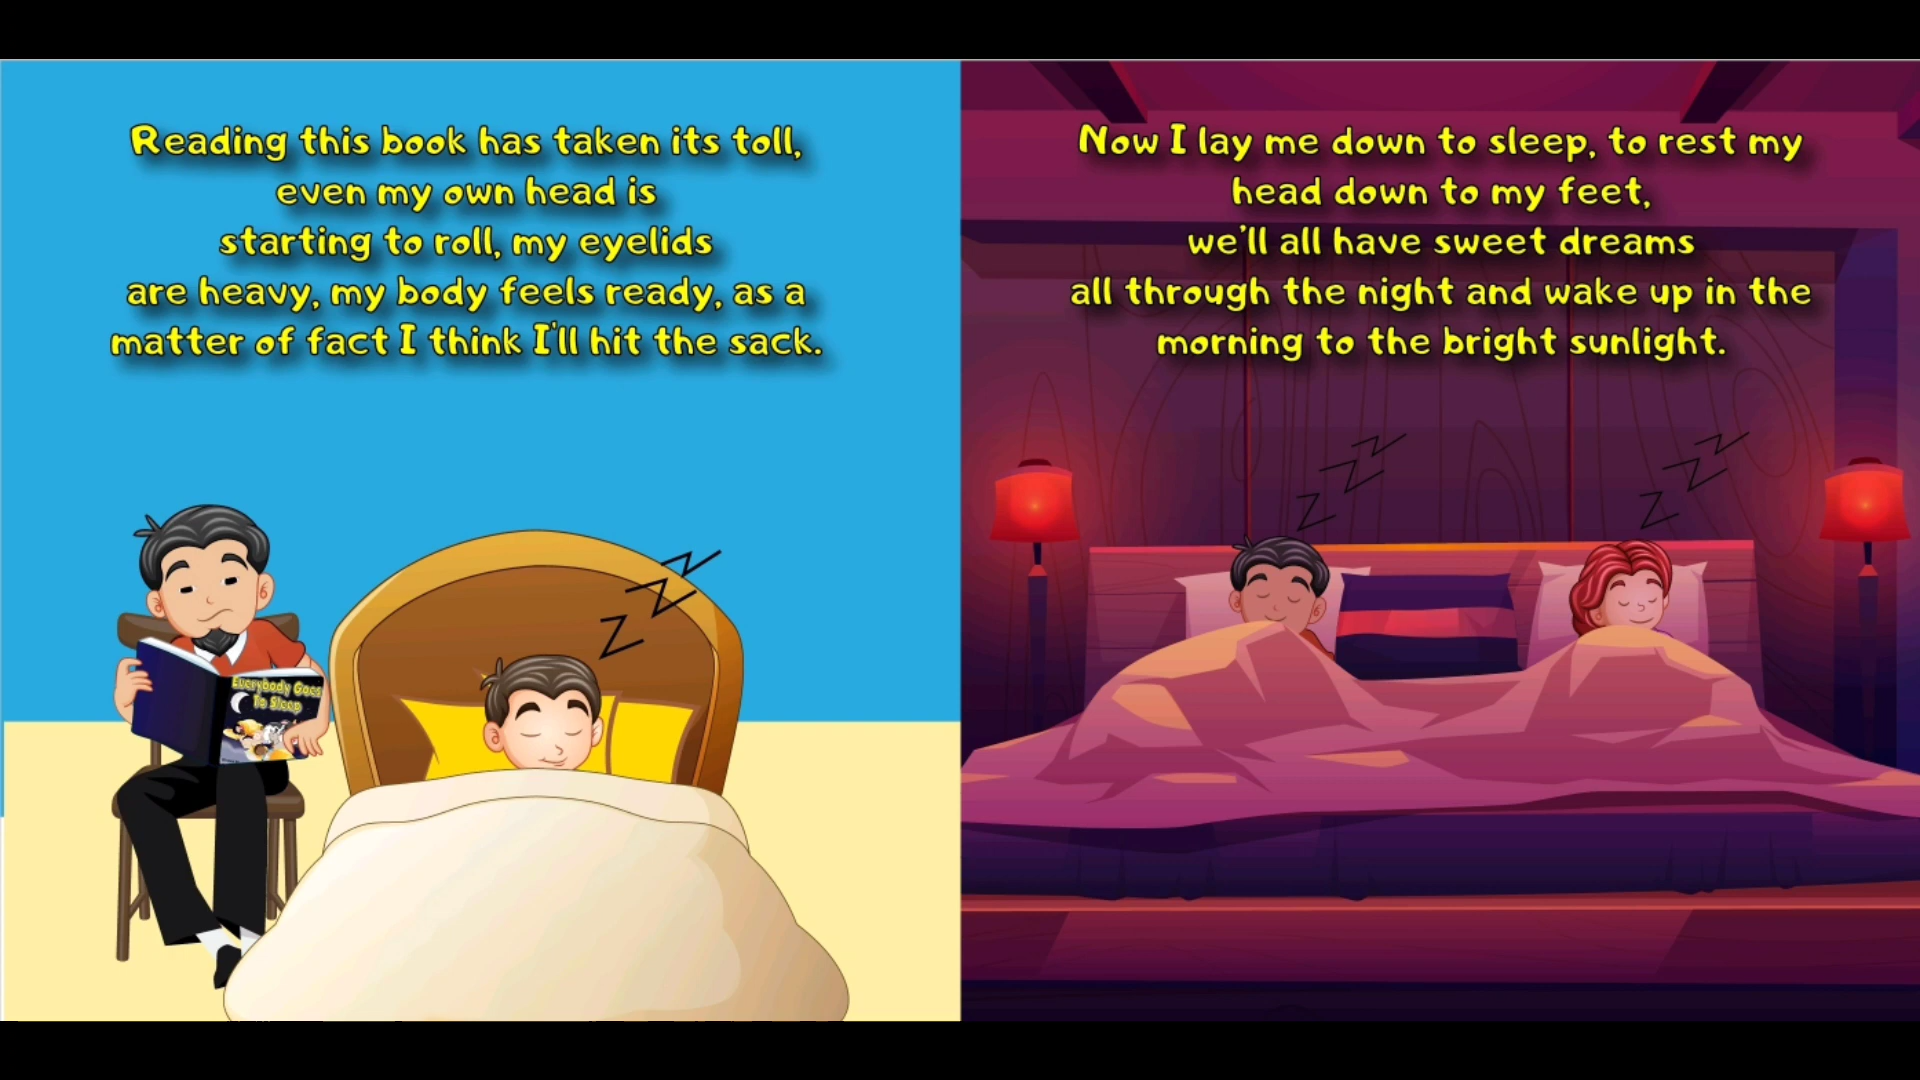 Reading this book has taken its toll,
even my own head is
starting to roll, my eyelids
are heavy, my body feels ready, as a
matter of fact I think I'll hit the sack.
Everybody Goes
To Sleep
Z Z Z
Now I lay me down to sleep, to rest my
head down to my feet,
we'll all have sweet dreams
all through the night and wake up in the
morning to the bright sunlight.
Z Z Z
Z Z Z